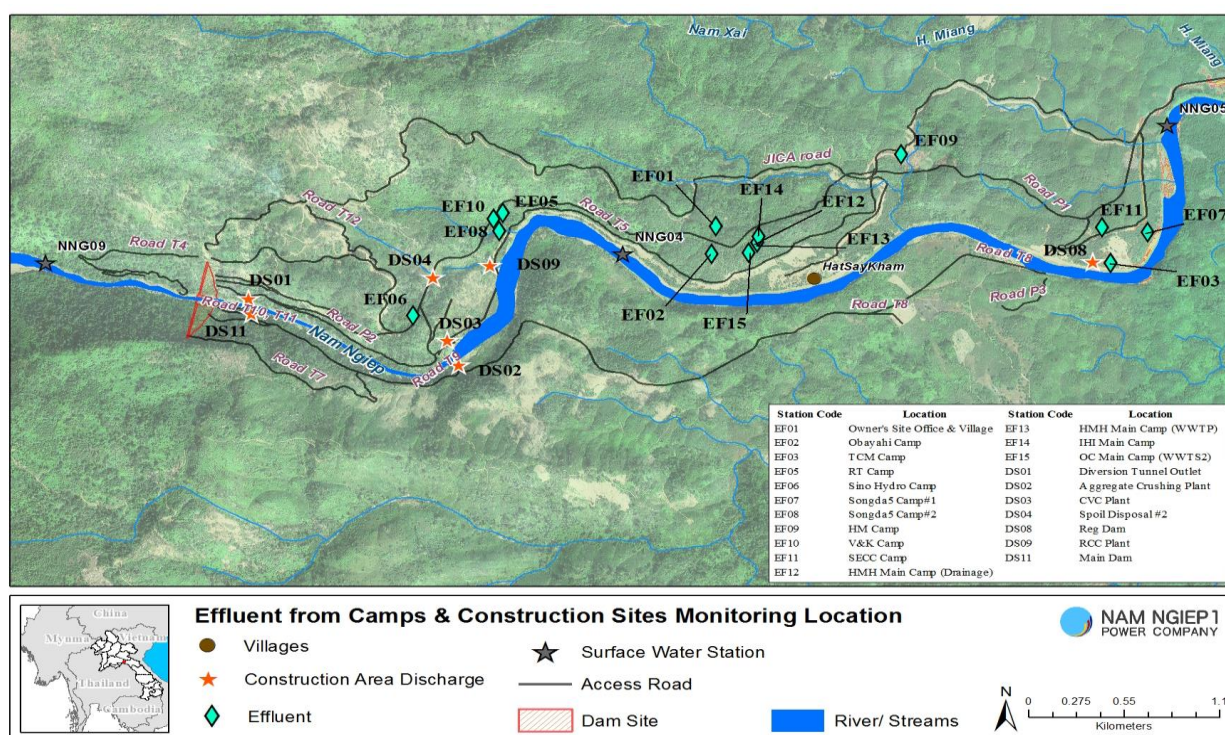 Nam Xai
H. Miang
H. Miang
NNG05
EF09
JICA road
EF14
EF01
EF12
Road P1
Road T12
EF10
EF05
Road T5
EF11
EF07
EF08
EF13
NNG09
Road T4
NNG04
DS08
Road T8
DS04
DS09
HatSayKham
DS01
EF03
EF06
EF02
Road P3
Road T10, T11
Road T8
DS11
Road P2
DS03
EF15
Nam Ngiep
Road T7
DS02
Station Code Location Station Code Location
EF01 Owner's Site Office & Village EF13 HMH Main Camp (WWTP)
EF02 Obayahi Camp EF14 IHI Main Camp
EF03 TCM Camp EF15 OC Main Camp (WWTS2)
EF05 RT Camp DS01 Diversion Tunnel Outlet
EF06 Sino Hydro Camp DS02 Aggregate Crushing Plant
EF07 Songda5 Camp#1 DS03 CVC Plant
EF08 Songda5 Camp#2 DS04 Spoil Disposal #2
EF09 HM Camp DS08 Reg Dam
EF10 V&K Camp DS09 RCC Plant
EF11 SECC Camp DS11 Main Dam
EF12 HMH Main Camp (Drainage)
China
Vietnam
Thailand
Cambodia
Effluent from Camps & Construction Sites Monitoring Location
Villages
Surface Water Station
Construction Area Discharge
Access Road
Effluent
Dam Site
River/ Streams
NAM NGIEP 1
POWER COMPANY
N
0 0.275 0.55 1.1
Kilometers